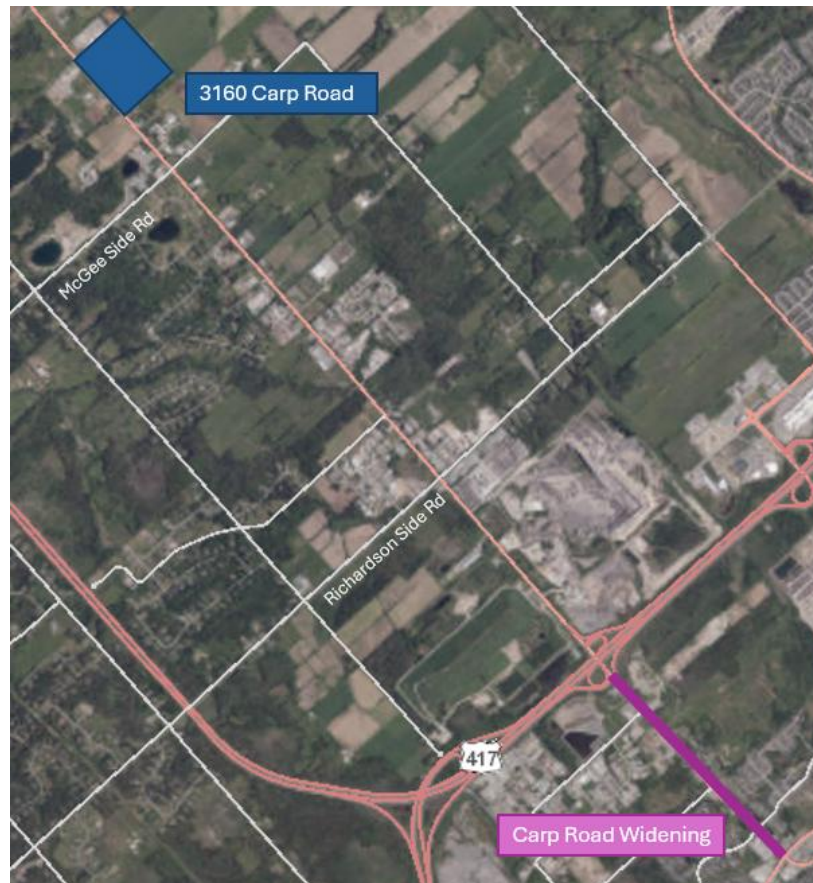 3160 Carp Road
McGee Side Rd
Richardson Side Rd
417
Carp Road Widening